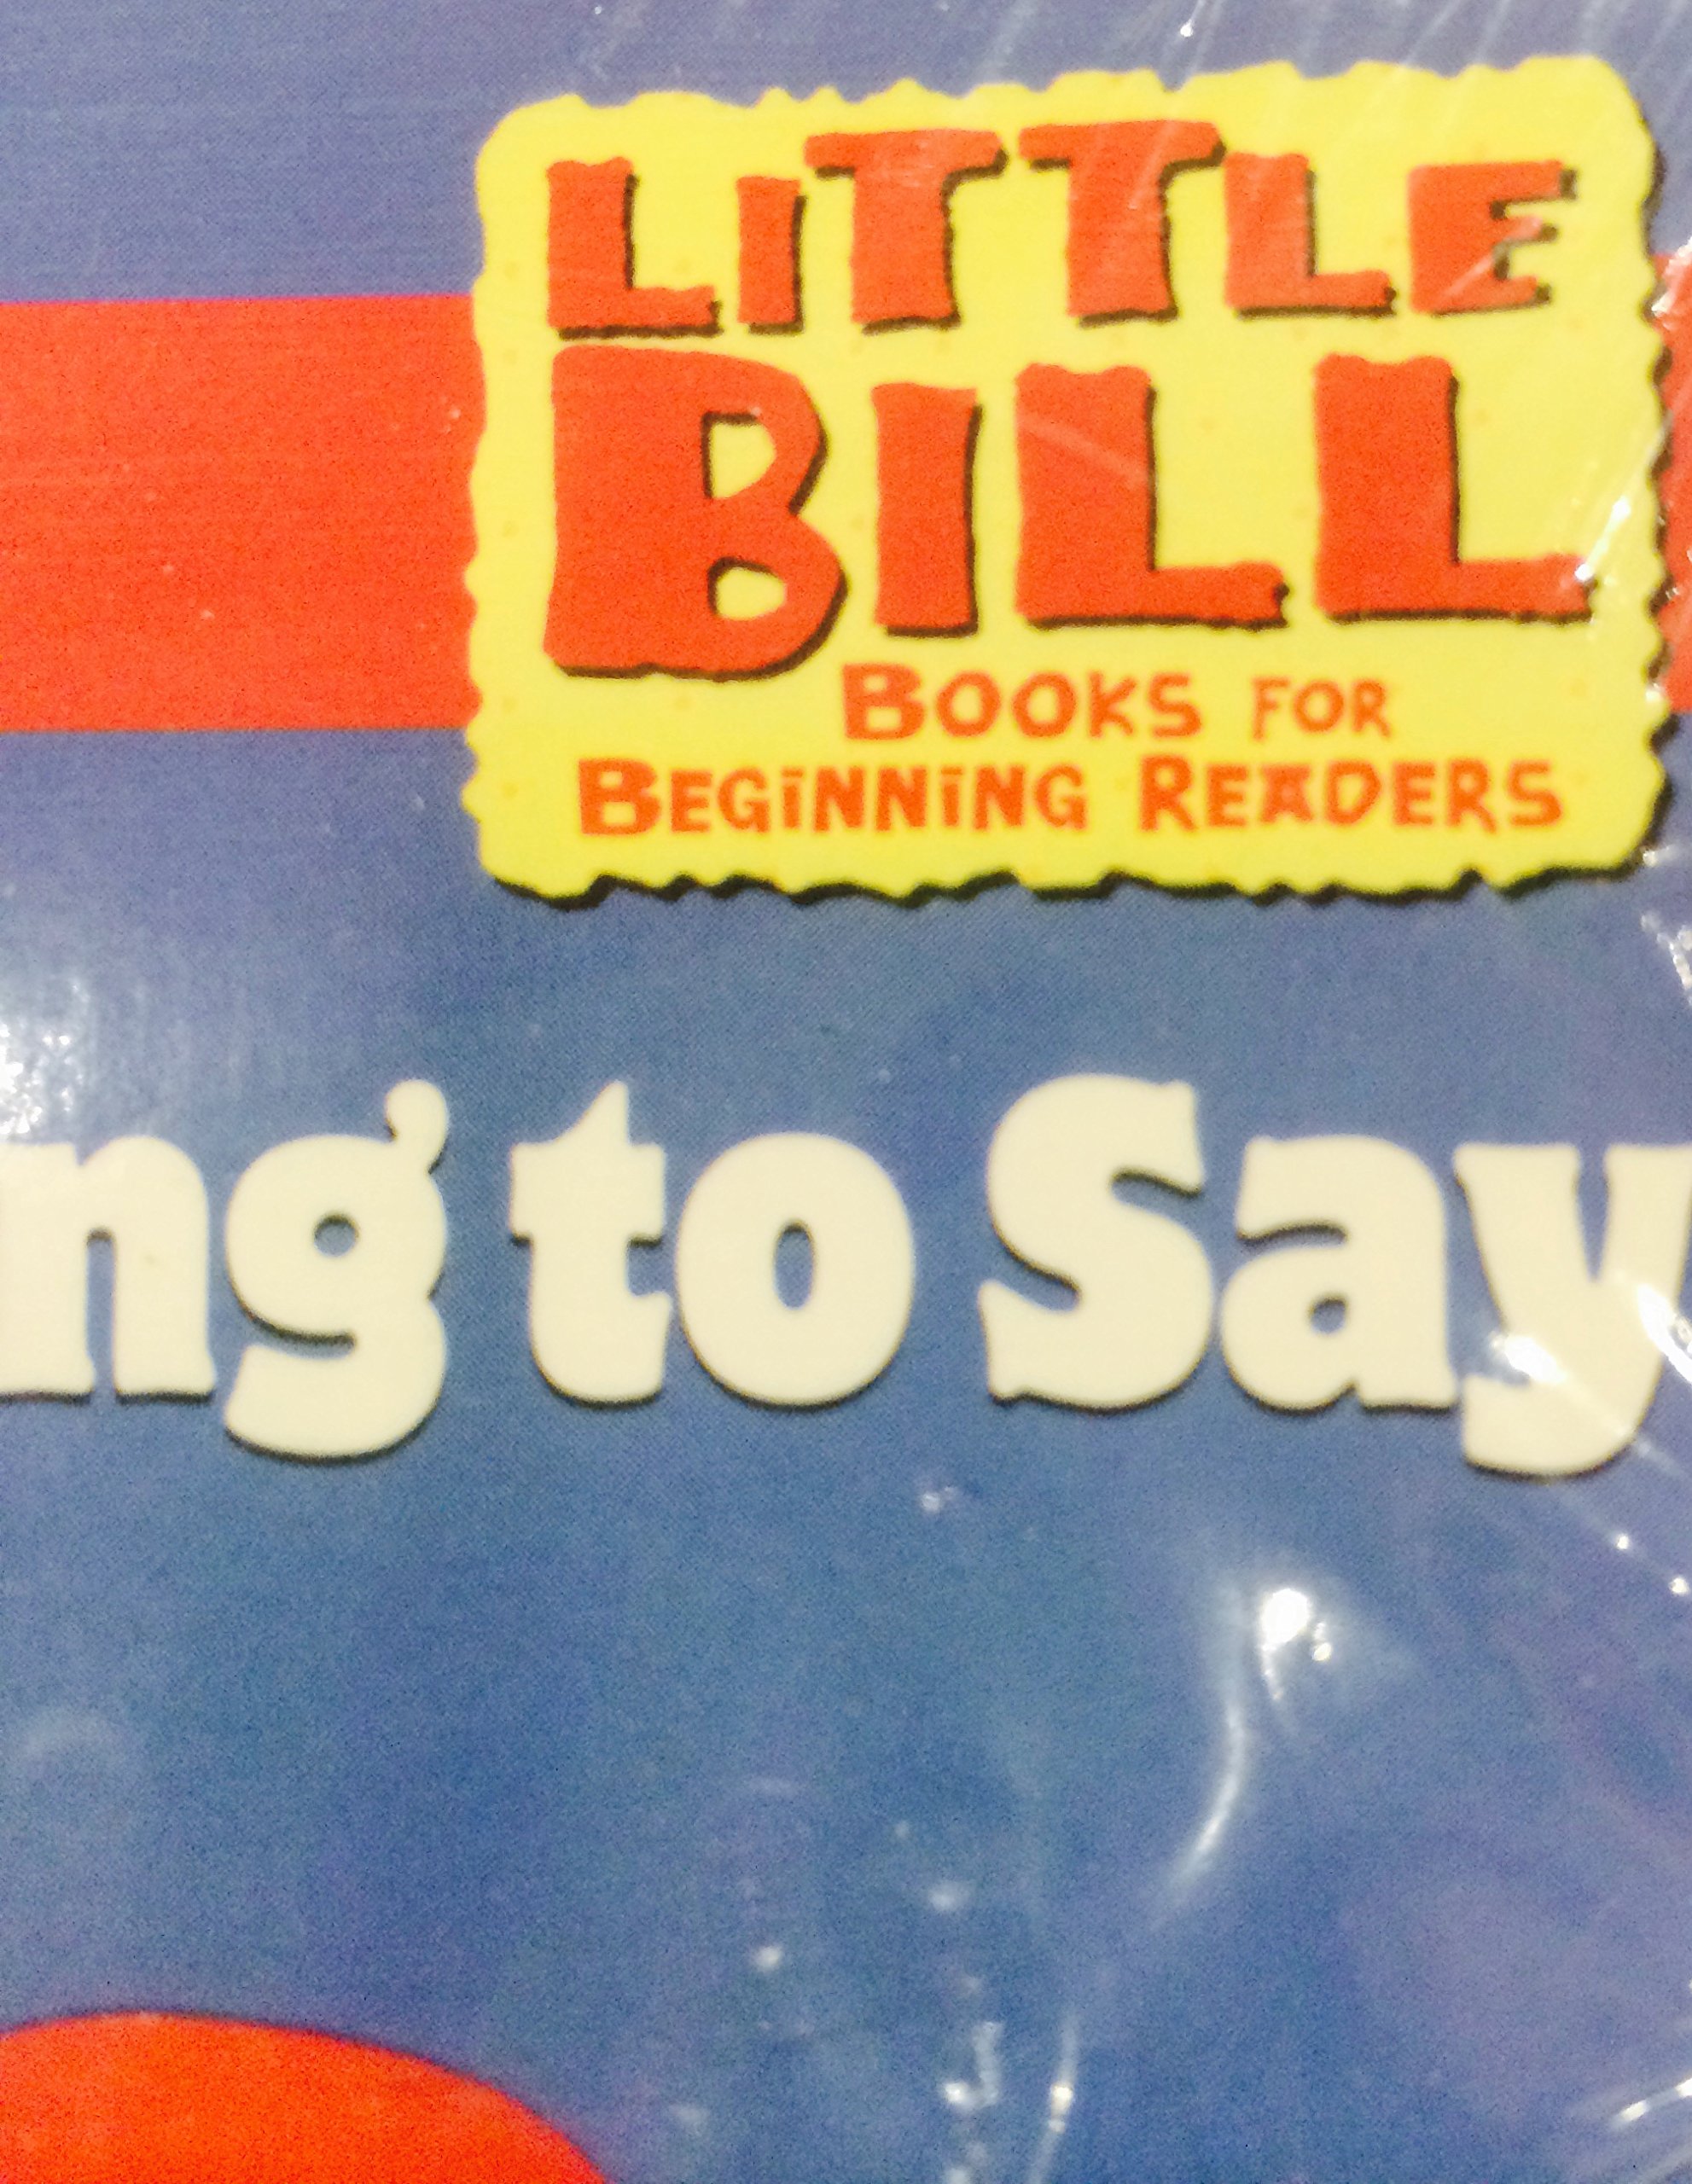 LiTTLE
BILL
BOOKS FOR
BEGiNNiNG READERS
ng to Say